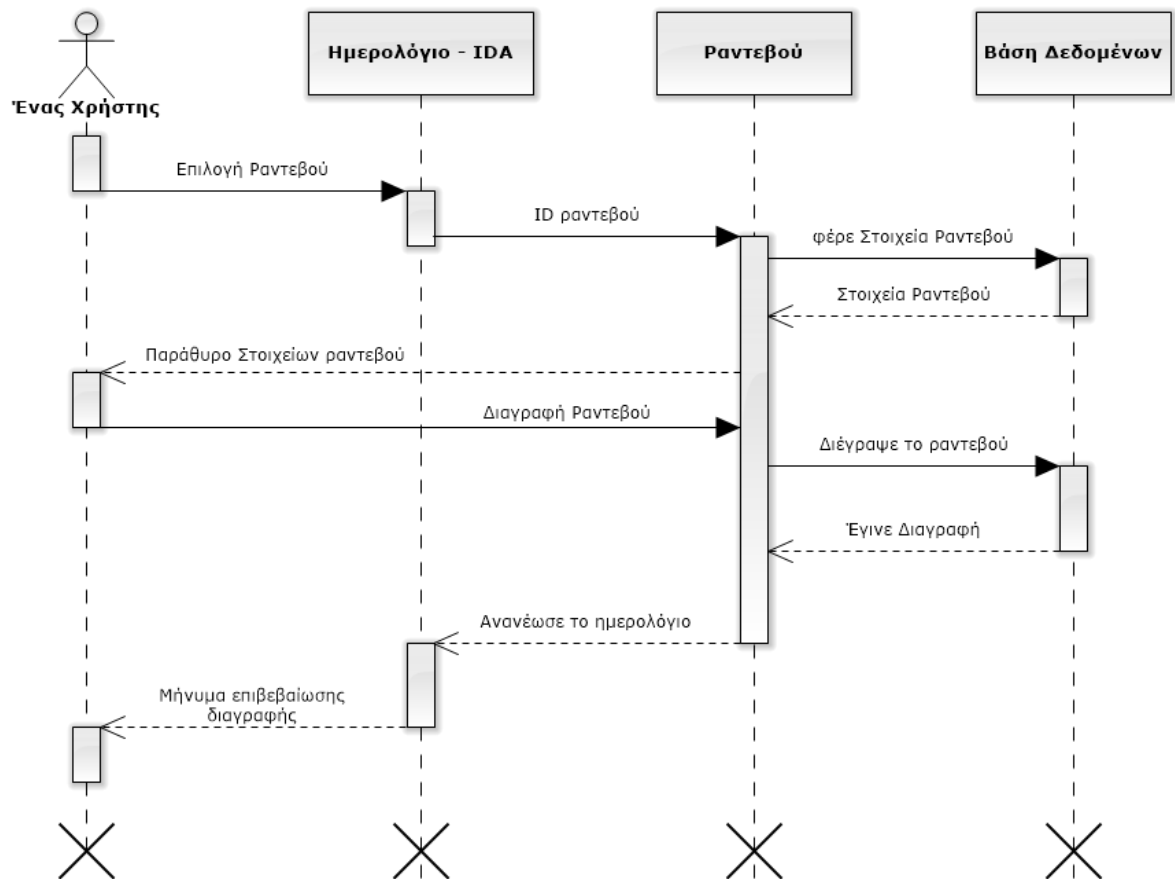 Ημερολόγιο - IDA
Ραντεβού
Βάση Δεδομένων
Ένας Χρήστης
Επιλογή Ραντεβού
ID ραντεβού
φέρε Στοιχεία Ραντεβού
Στοιχεία Ραντεβού
Παράθυρο Στοιχείων ραντεβού
Διαγραφή Ραντεβού
Διέγραψε το ραντεβού
Έγινε Διαγραφή
Ανανέωσε το ημερολόγιο
Μήνυμα επιβεβαίωσης
διαγραφής